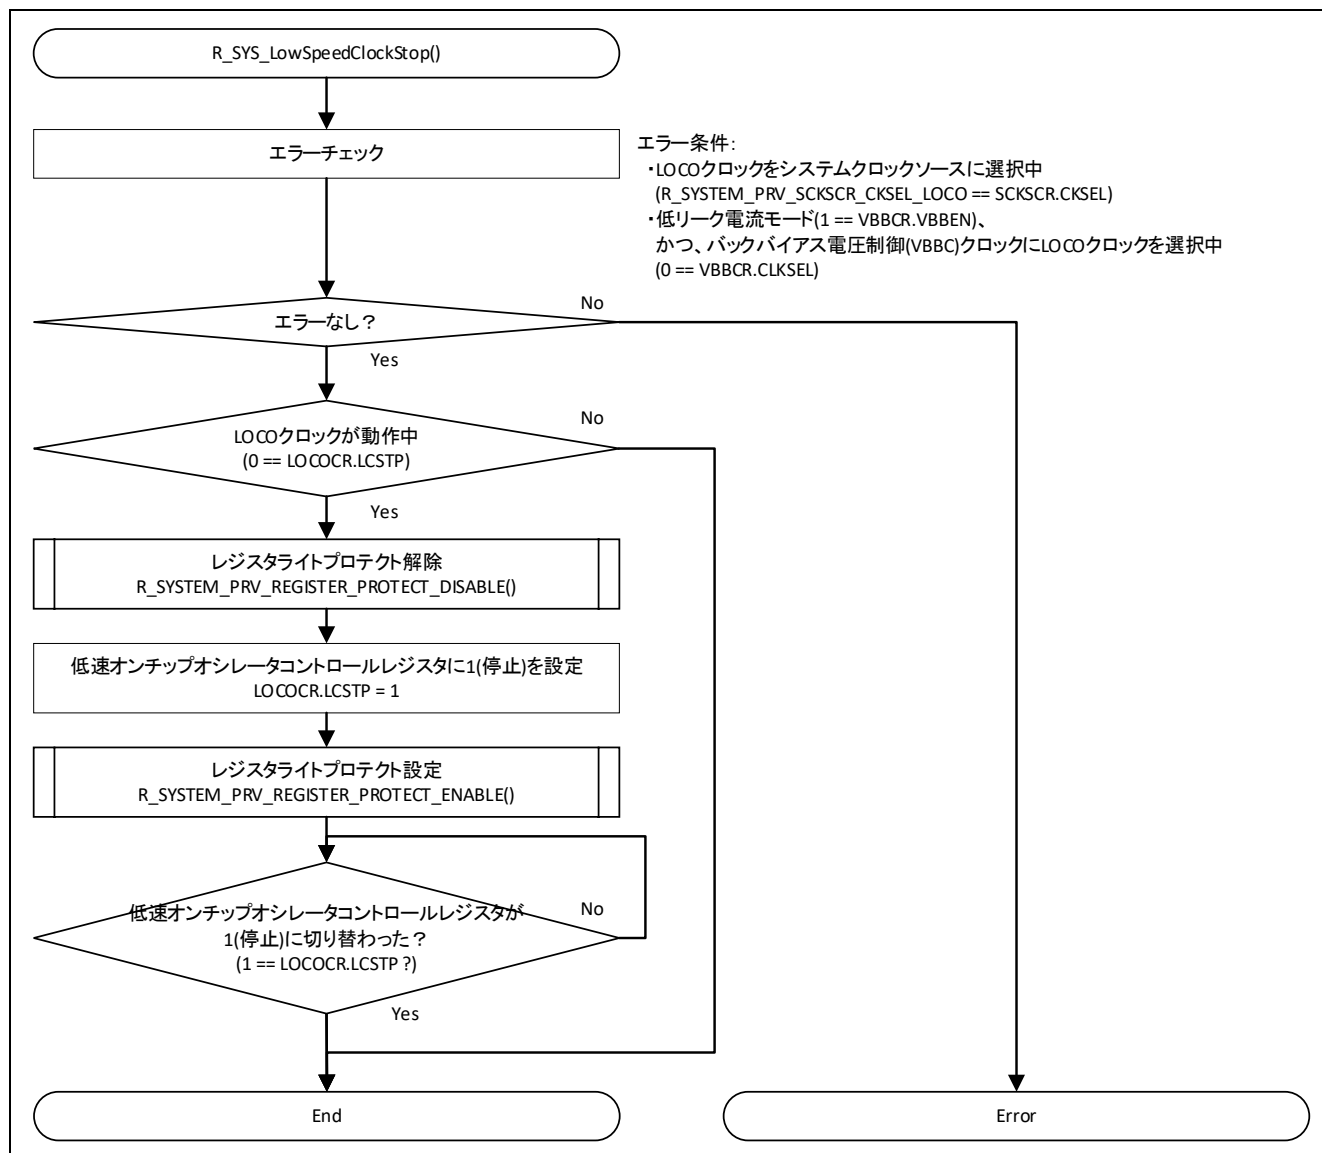 R_SYS_LowSpeedClockStop()
エラーチェック
エラー条件:
・LOCOクロックをシステムクロックソースに選択中
(R_SYSTEM_PRV_SCKSCR_CKSEL_LOCO == SCKSCR.CKSEL)
・低リーク電流モード(1 == VBBCR.VBBEN)、
かつ、バックバイアス電圧制御(VBBC)クロックにLOCOクロックを選択中
(0 == VBBCR.CLKSEL)
エラーなし？
No
Yes
LOCOクロックが動作中
(0 == LOCOCR.LCSTP)
No
Yes
レジスタライトプロテクト解除
R_SYSTEM_PRV_REGISTER_PROTECT_DISABLE()
低速オンチップオシレータコントロールレジスタに1(停止)を設定
LOCOCR.LCSTP = 1
レジスタライトプロテクト設定
R_SYSTEM_PRV_REGISTER_PROTECT_ENABLE()
低速オンチップオシレータコントロールレジスタが
1(停止)に切り替わった？
(1 == LOCOCR.LCSTP ?)
No
Yes
End
Error